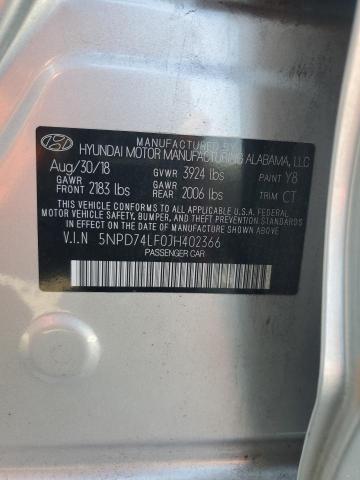 MANUFACTURED BY
HYUNDAI MOTOR MANUFACTURING ALABAMA, LLC
Aug/30/18 GVWR 3924 lbs PAINT Y8
GAWR FRONT 2183 lbs GAWR REAR 2006 lbs TRIM CT
THIS VEHICLE CONFORMS TO ALL APPLICABLE U.S.A. FEDERAL
MOTOR VEHICLE SAFETY, BUMPER, AND THEFT PREVENTION STANDARDS
IN EFFECT ON THE DATE OF MANUFACTURE SHOWN ABOVE.
V.I.N 5NPD74LF0JH402366
PASSENGER CAR